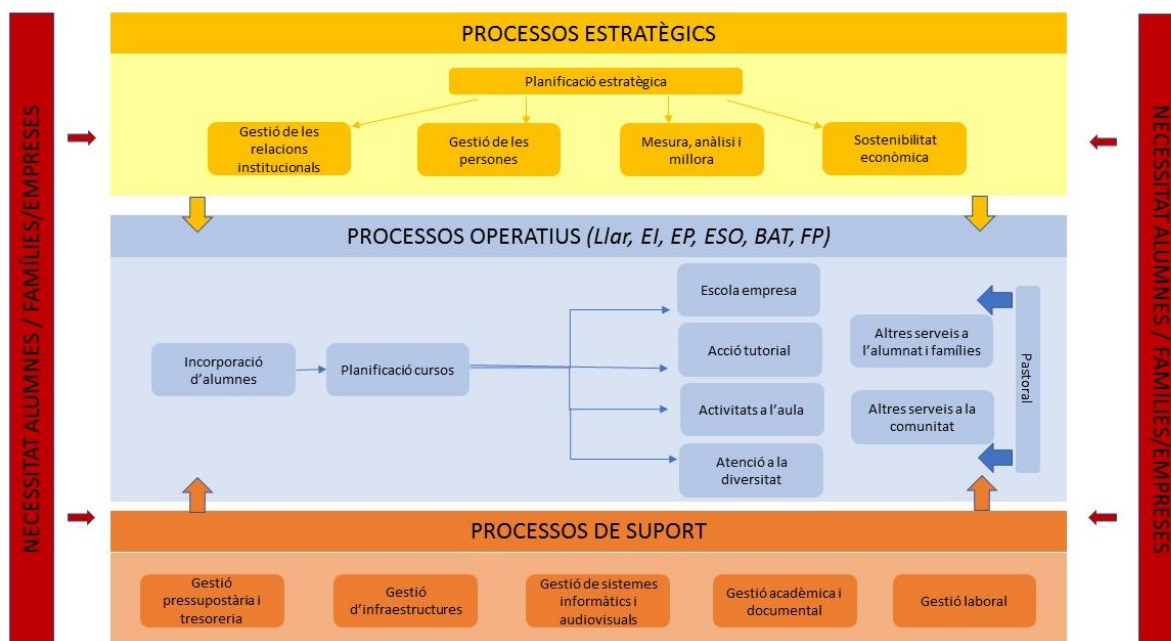 NECESSITAT ALUMNES / FAMÍLIES/EMPRESES
PROCESSOS ESTRATÈGICS
Planificació estratègica
Gestió de les
relacions
institucionals
Gestió de les
persones
Mesura, anàlisi i
millora
Sostenibilitat
econòmica
PROCESSOS OPERATIUS (Llar, EI, EP, ESO, BAT, FP)
Incorporació
d’alumnes
Planificació cursos
Escola empresa
Acció tutorial
Activitats a l’aula
Atenció a la
diversitat
Altres serveis a
l’alumnat i famílies
Altres serveis a la
comunitat
Pastoral
PROCESSOS DE SUPORT
Gestió
pressupostària i
tresoreria
Gestió
d’infraestructures
Gestió de sistemes
informàtics i
audiovisuals
Gestió acadèmica i
documental
Gestió laboral
NECESSITAT ALUMNES / FAMÍLIES/EMPRESES